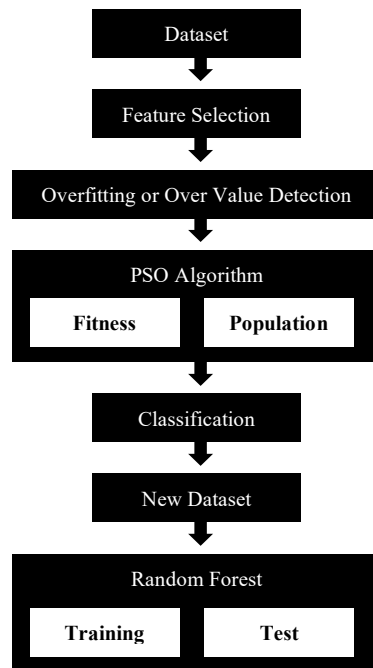 Dataset
Feature Selection
Overfitting or Over Value Detection
PSO Algorithm
Fitness
Population
Classification
New Dataset
Random Forest
Training
Test